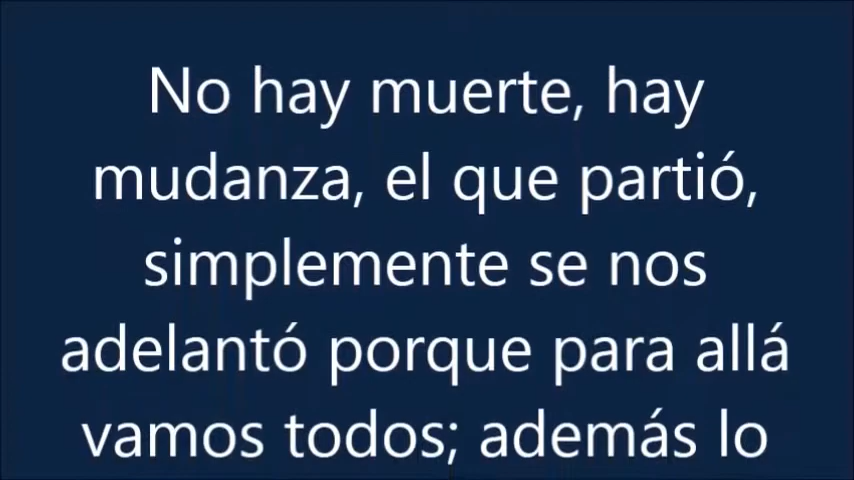 No hay muerte, hay
mudanza, el que partió,
simplemente se nos
adelantó porque para allá
vamos todos; además lo